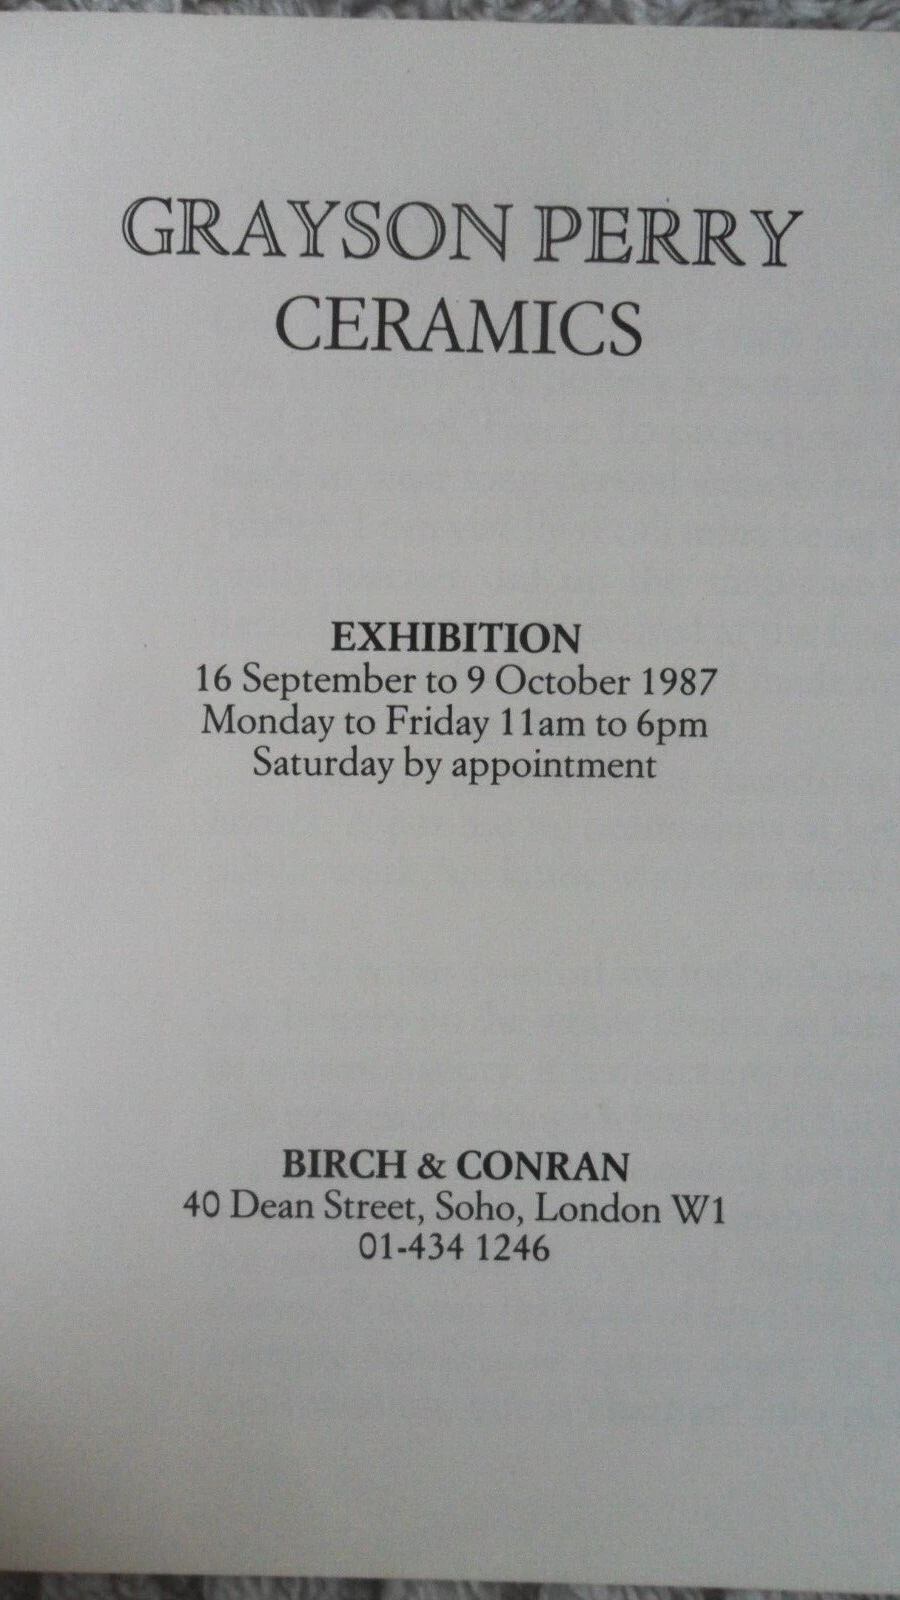 GRAYSON PERRY
CERAMICS
EXHIBITION
16 September to 9 October 1987
Monday to Friday 11am to 6pm
Saturday by appointment
BIRCH & CONRAN
40 Dean Street, Soho, London W1
01-434 1246